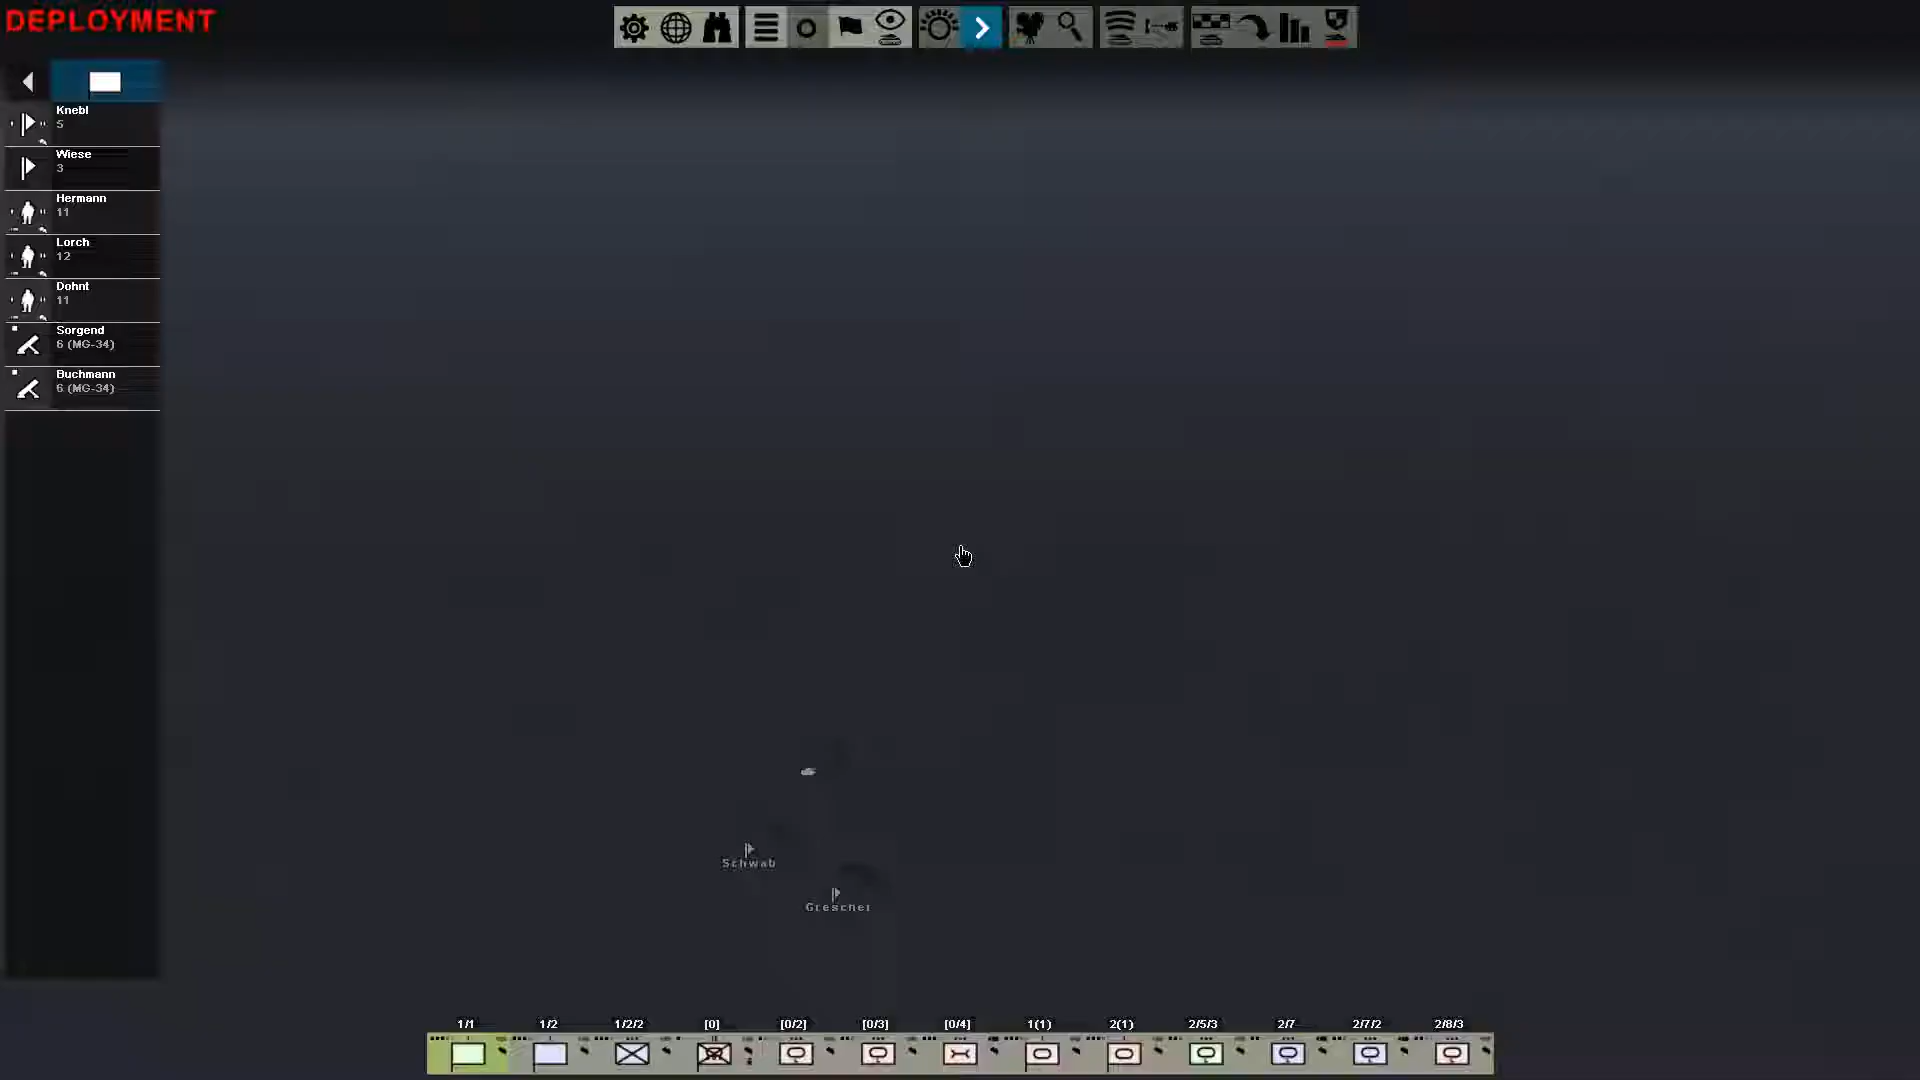 DEPLOYMENT
Knebl
5
Wiese
3
Hermann
11
Lorch
12
Dohnt
11
Sorgend
6 (MG-34)
Buchmann
6 (MG-34)
Schwab
Grescher
1/1 1/2 1/2/2 [0] [0/2] [0/3] [0/4] 1(1) 2(1) 2/5/3 2/7 2/7/2 2/8/3